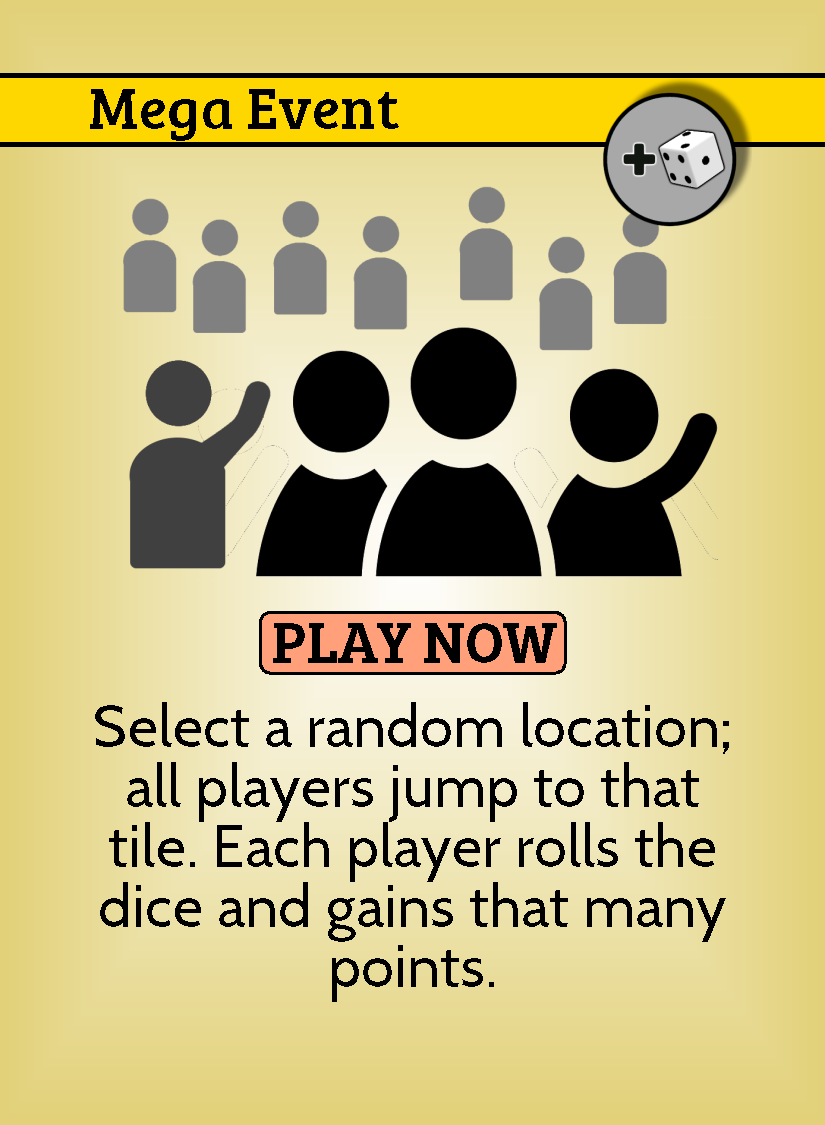 Mega Event
+
PLAY NOW
Select a random location;
all players jump to that
tile. Each player rolls the
dice and gains that many
points.